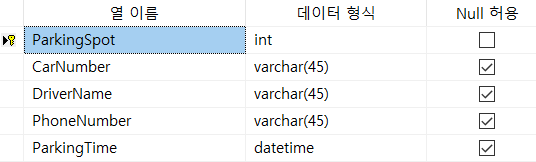 열 이름 데이터 형식 Null 허용
ParkingSpot int
CarNumber varchar(45)
DriverName varchar(45)
PhoneNumber varchar(45)
ParkingTime datetime